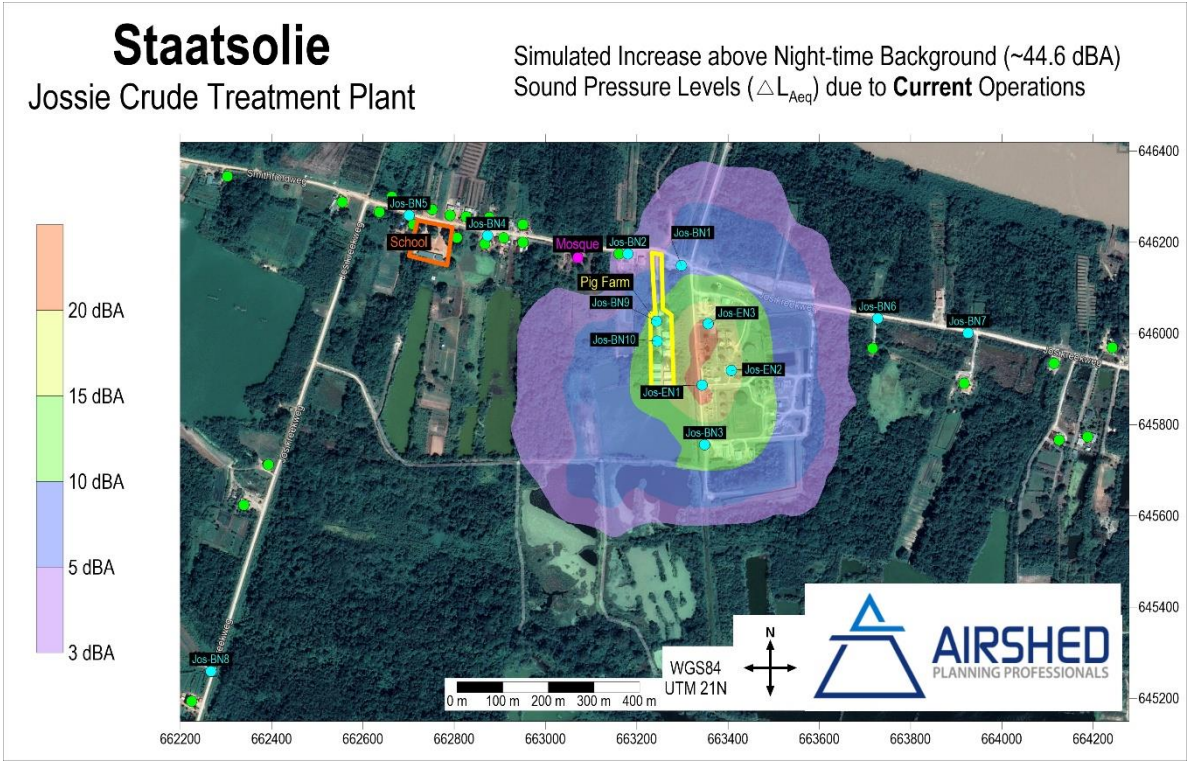 Staatsolie
Jossie Crude Treatment Plant
Simulated Increase above Night-time Background (~44.6 dBA)
Sound Pressure Levels (△L_Aeq) due to Current Operations
20 dBA
15 dBA
10 dBA
5 dBA
3 dBA
Smithfieldweg
Jos-BN5
Jos-BN4
School
Mosque
Jos-BN2
Jos-BN1
Pig Farm
Jos-BN9
Jos-BN10
Jos-EN3
Jos-EN2
Jos-EN1
Jos-BN3
Jos-BN6
Jos-BN7
Jos-BN8
646400
646200
646000
645800
645600
645400
645200
N
WGS84
UTM 21N
0 m 100 m 200 m 300 m 400 m
AIRSHED
PLANNING PROFESSIONALS
662200 662400 662600 662800 663000 663200 663400 663600 663800 664000 664200